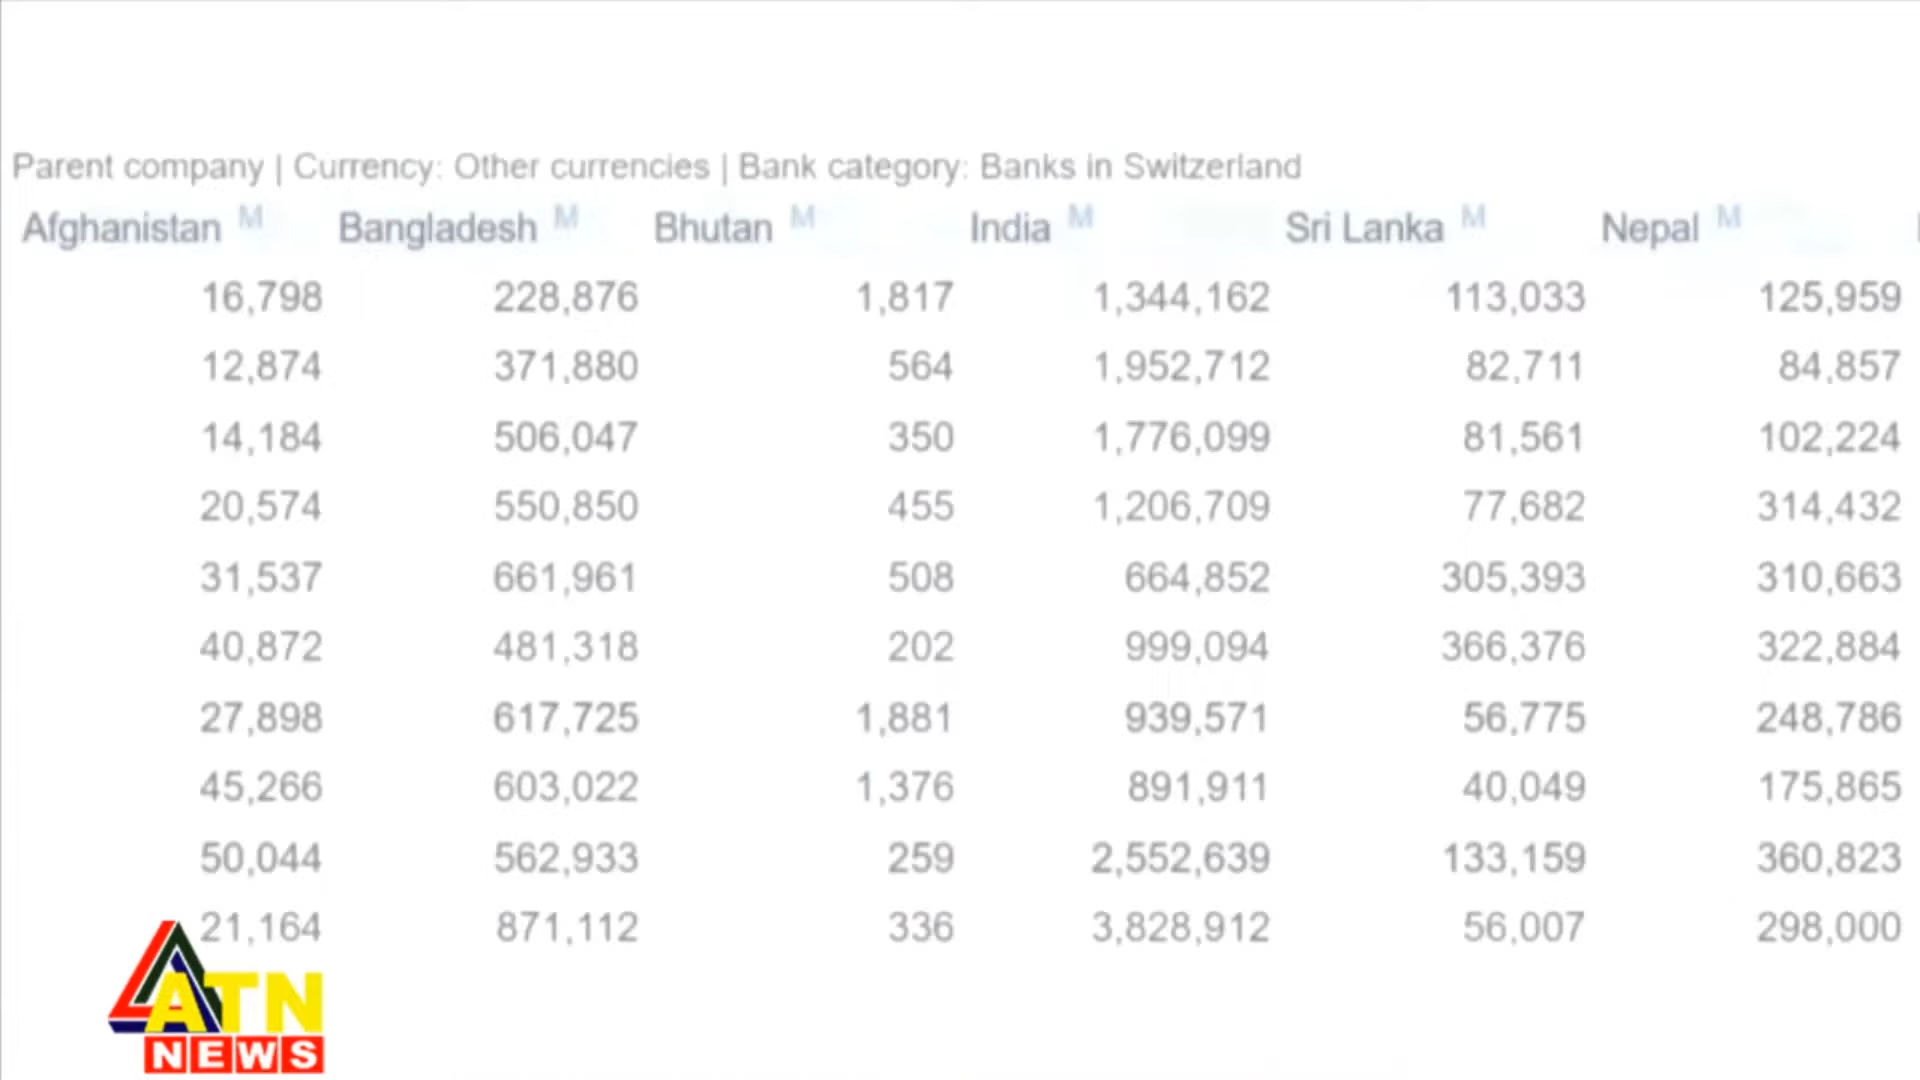 Parent company | Currency: Other currencies | Bank category: Banks in Switzerland
Afghanistan M Bangladesh M Bhutan M India M Sri Lanka M Nepal M
16,798 228,876 1,817 1,344,162 113,033 125,959
12,874 371,880 564 1,952,712 82,711 84,857
14,184 506,047 350 1,776,099 81,561 102,224
20,574 550,850 455 1,206,709 77,682 314,432
31,537 661,961 508 664,852 305,393 310,663
40,872 481,318 202 999,094 366,376 322,884
27,898 617,725 1,881 939,571 56,775 248,786
45,266 603,022 1,376 891,911 40,049 175,865
50,044 562,933 259 2,552,639 133,159 360,823
21,164 871,112 336 3,828,912 56,007 298,000
ATN
NEWS